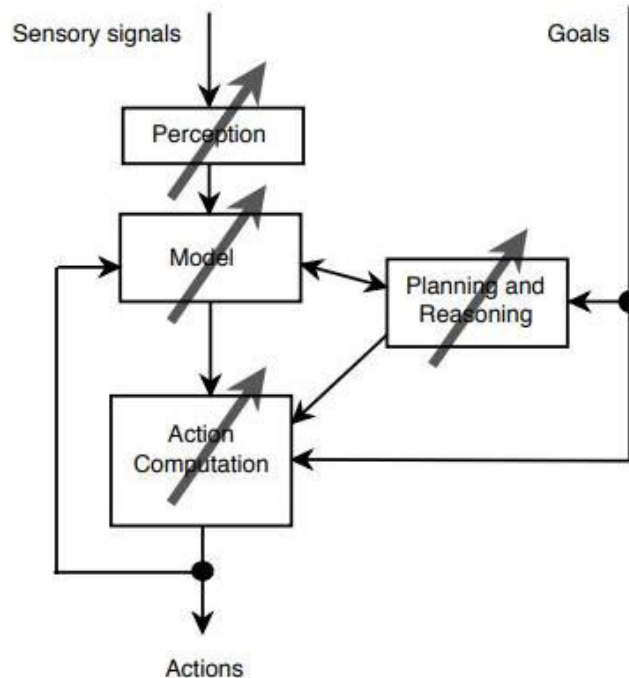 Sensory signals
Goals
Perception
Model
Planning and
Reasoning
Action
Computation
Actions